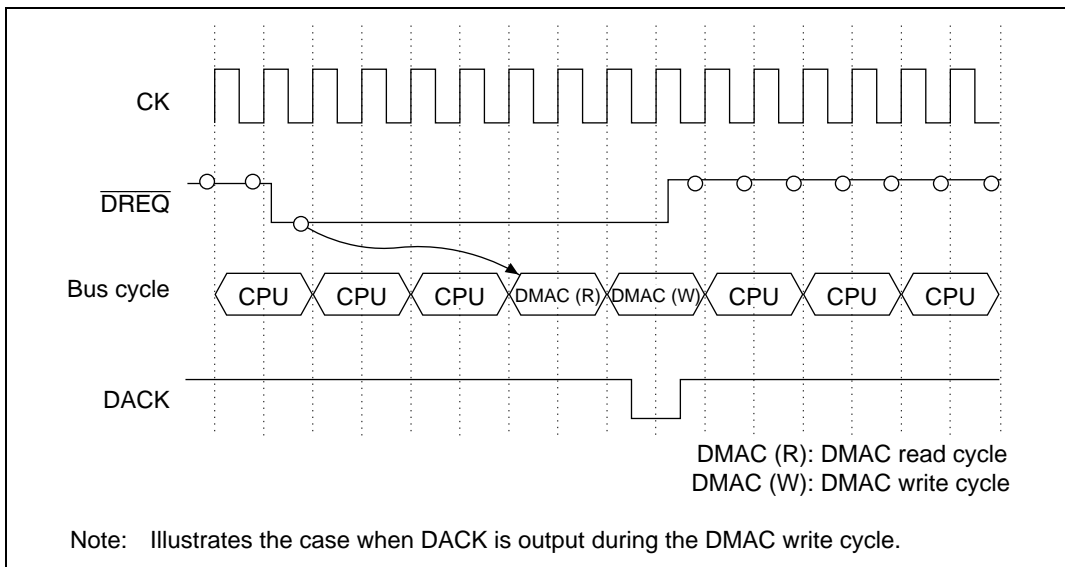 CK
DREQ
Bus cycle
CPU CPU CPU DMAC (R) DMAC (W) CPU CPU CPU
DACK
DMAC (R): DMAC read cycle
DMAC (W): DMAC write cycle
Note: Illustrates the case when DACK is output during the DMAC write cycle.